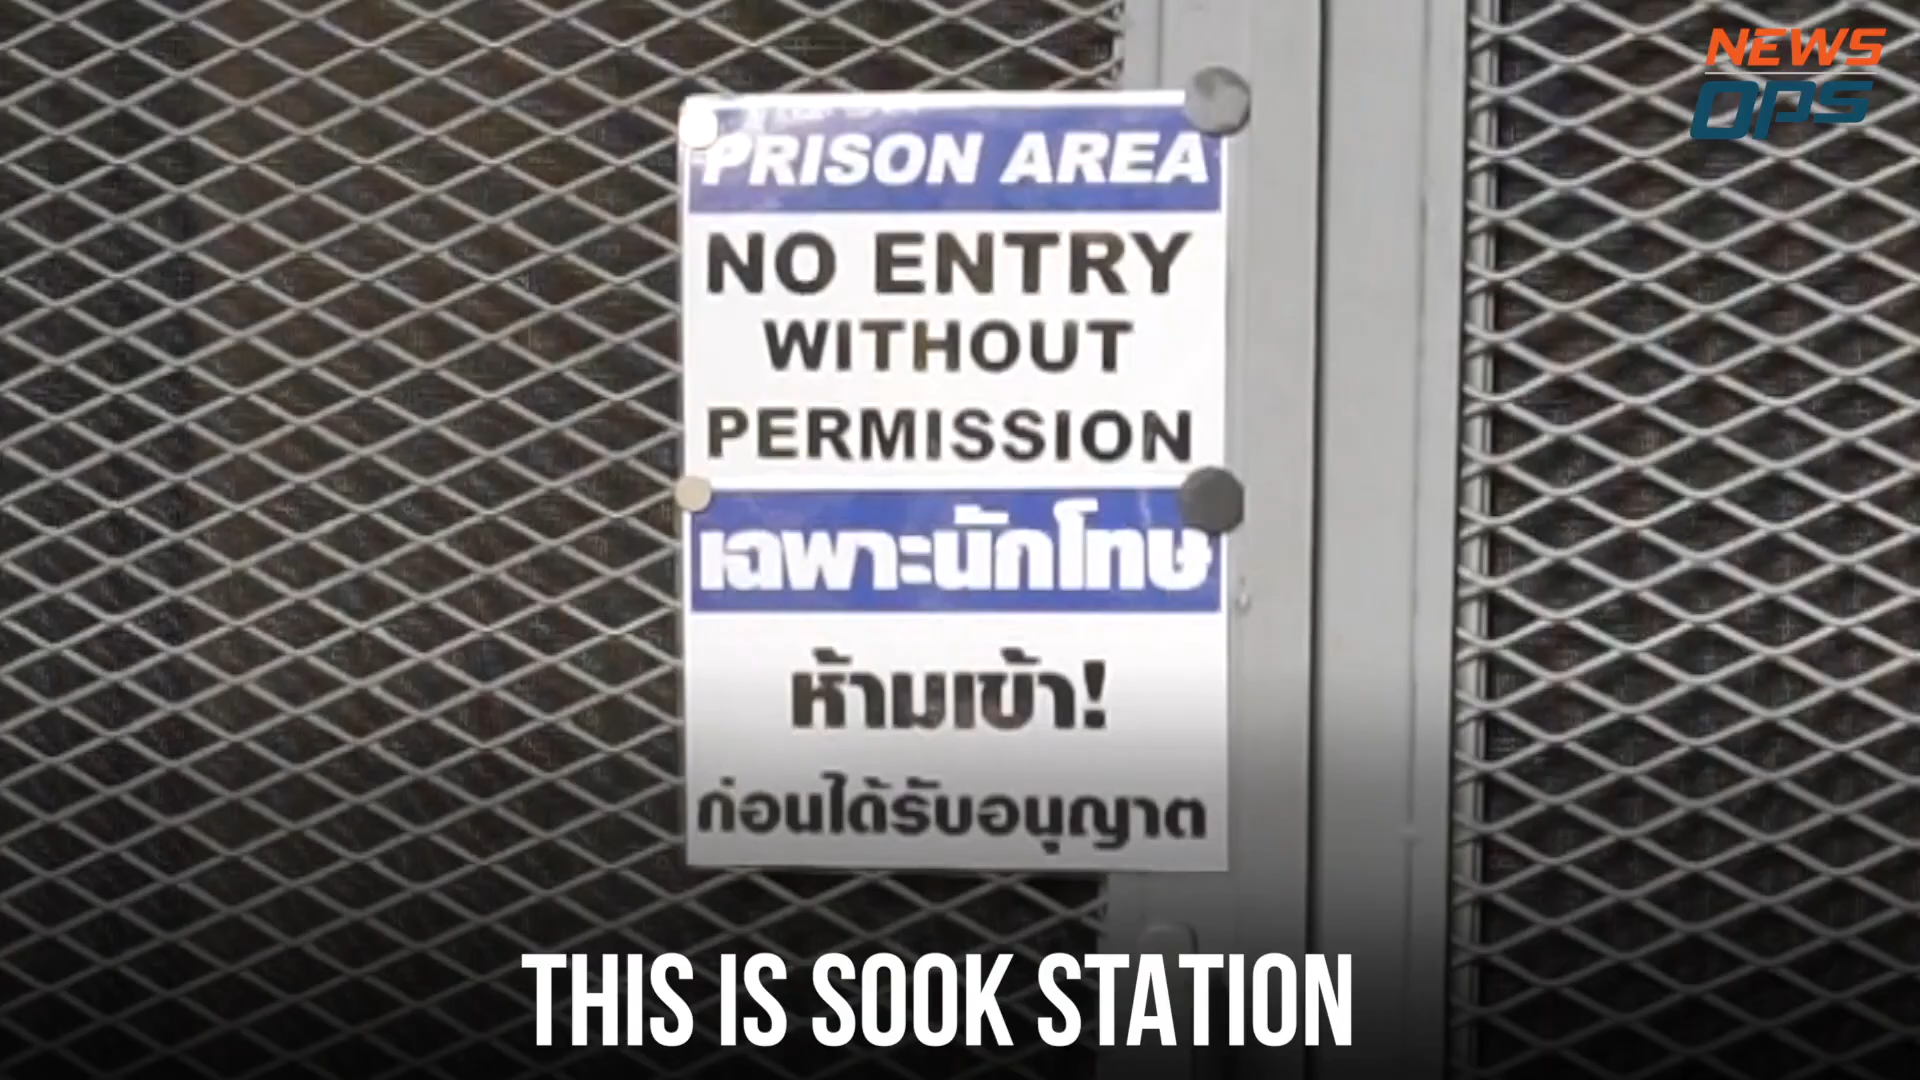 NEWS
OPS
PRISON AREA
NO ENTRY
WITHOUT
PERMISSION
เฉพาะนักโทษ
ห้ามเข้า!
ก่อนได้รับอนุญาต
THIS IS SOOK STATION